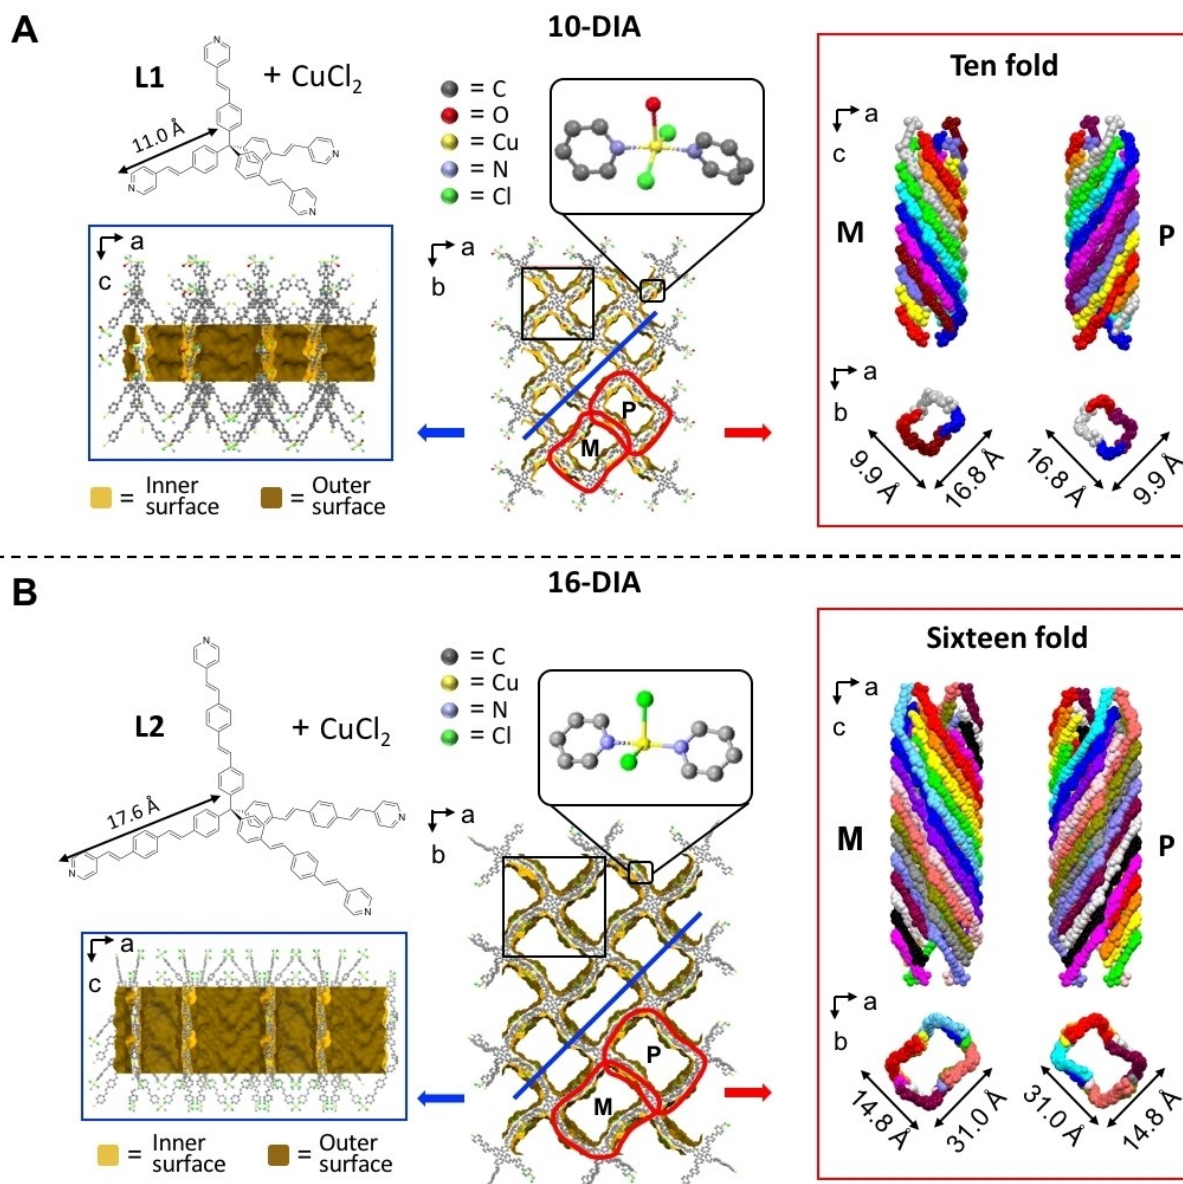 A
10-DIA
L1
+ CuCl2
11.0 Å
N
N
N
N
= C
= O
= Cu
= N
= Cl
a
c
a
b
P
M
= Inner surface
= Outer surface
Ten fold
a
c
M
P
a
b
9.9 Å
16.8 Å
16.8 Å
9.9 Å
B
16-DIA
L2
+ CuCl2
17.6 Å
N
N
N
N
= C
= Cu
= N
= Cl
a
c
a
b
P
M
= Inner surface
= Outer surface
Sixteen fold
a
c
M
P
a
b
14.8 Å
31.0 Å
31.0 Å
14.8 Å